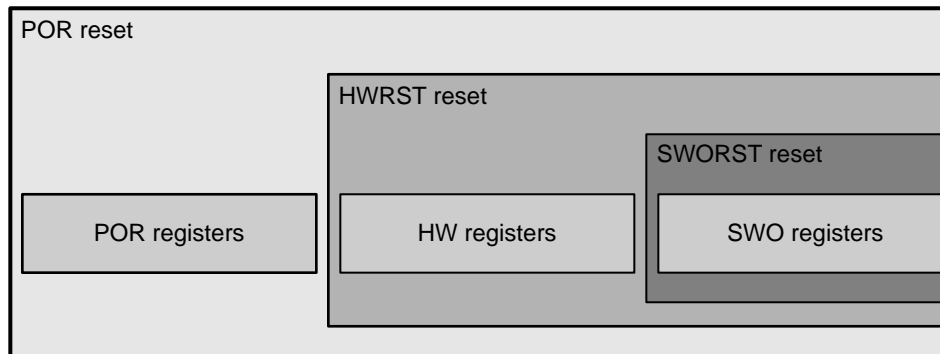 POR reset
HWRST reset
SWORST reset
POR registers
HW registers
SWO registers